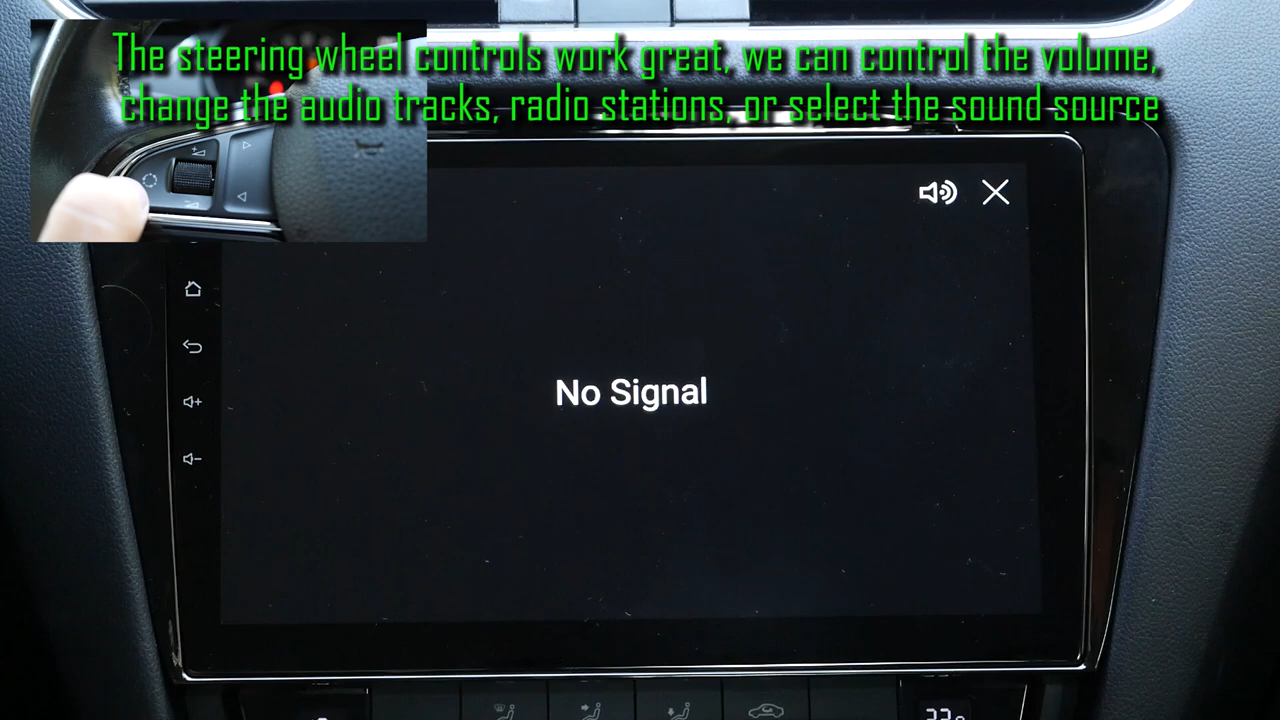 The steering wheel controls work great, we can control the volume,
change the audio tracks, radio stations, or select the sound source
No Signal